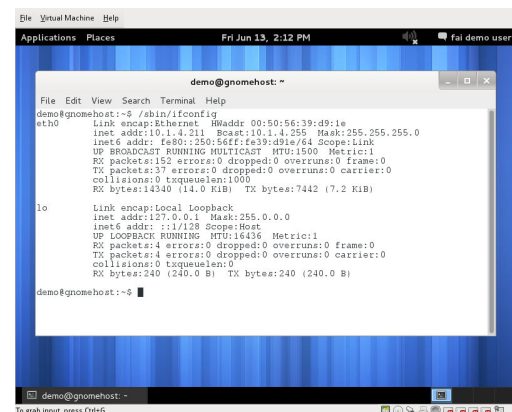 File Virtual Machine Help
Applications Places Fri Jun 13, 2:12 PM fai demo user
demo@gnomehost: ~
File Edit View Search Terminal Help
demo@gnomehost:~$ /sbin/ifconfig
eth0 Link encap:Ethernet HWaddr 00:50:56:39:d9:1e
inet addr:10.1.4.211 Bcast:10.1.4.255 Mask:255.255.255.0
inet6 addr: fe80::250:56ff:fe39:d91e/64 Scope:Link
UP BROADCAST RUNNING MULTICAST MTU:1500 Metric:1
RX packets:152 errors:0 dropped:0 overruns:0 frame:0
TX packets:37 errors:0 dropped:0 overruns:0 carrier:0
collisions:0 txqueuelen:1000
RX bytes:14340 (14.0 KiB) TX bytes:7442 (7.2 KiB)
lo Link encap:Local Loopback
inet addr:127.0.0.1 Mask:255.0.0.0
inet6 addr: ::1/128 Scope:Host
UP LOOPBACK RUNNING MTU:16436 Metric:1
RX packets:4 errors:0 dropped:0 overruns:0 frame:0
TX packets:4 errors:0 dropped:0 overruns:0 carrier:0
collisions:0 txqueuelen:0
RX bytes:240 (240.0 B) TX bytes:240 (240.0 B)
demo@gnomehost:~$
demo@gnomehost: ~
To grab input, press Ctrl+G